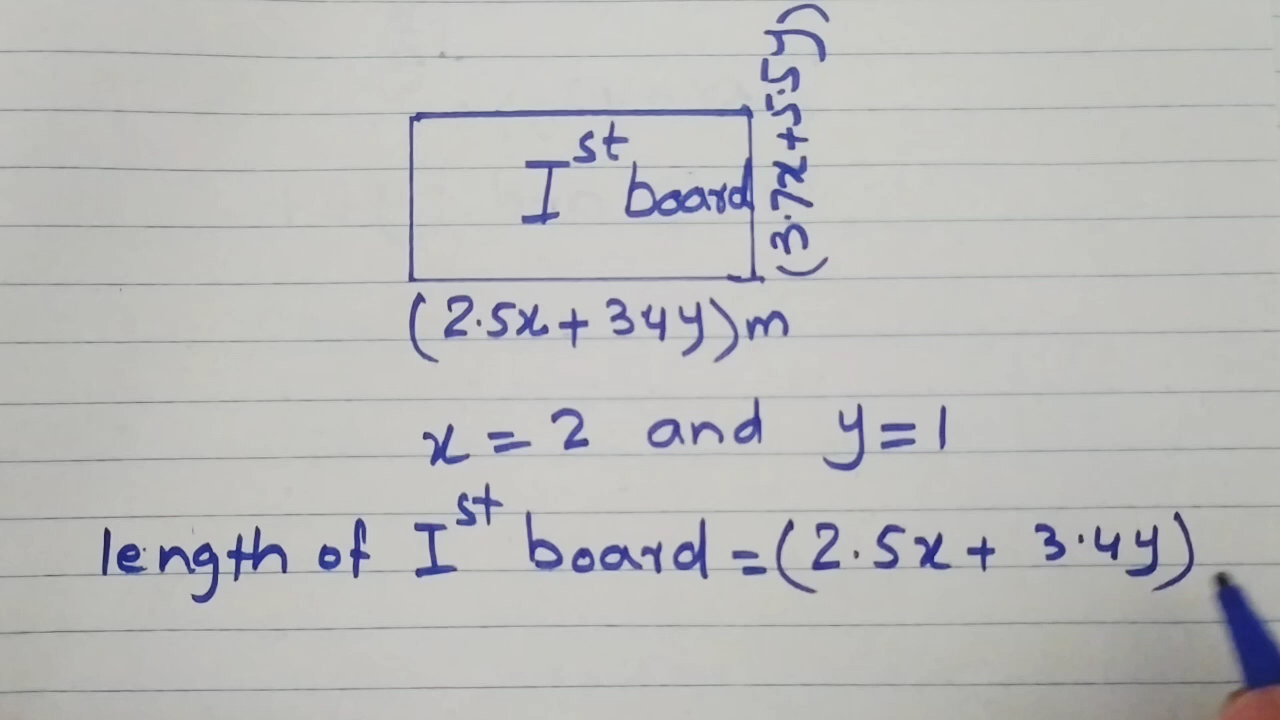 (3.7x+5.5y)
Ist board
(2.5x+34y)m
x=2 and y=1
length of Ist board=(2.5x+ 3.4y)